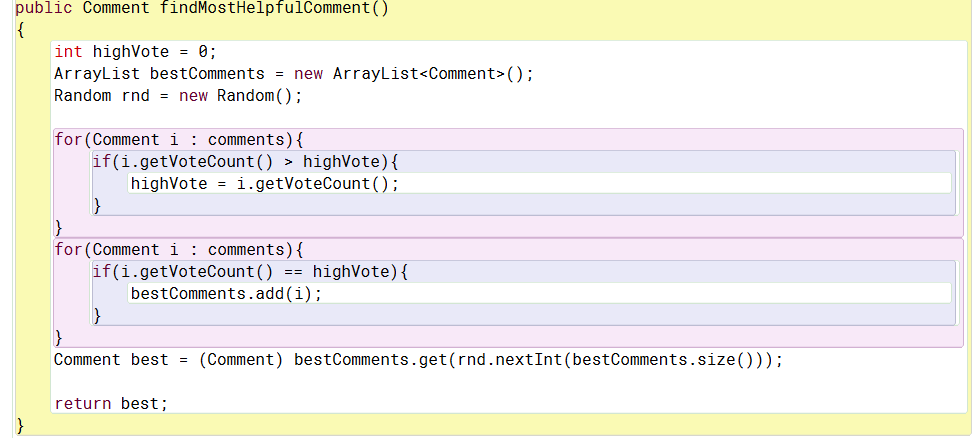 public Comment findMostHelpfulComment()
{
int highVote = 0;
ArrayList bestComments = new ArrayList<Comment>();
Random rnd = new Random();
for(Comment i : comments){
if(i.getVoteCount() > highVote){
highVote = i.getVoteCount();
}
}
for(Comment i : comments){
if(i.getVoteCount() == highVote){
bestComments.add(i);
}
}
Comment best = (Comment) bestComments.get(rnd.nextInt(bestComments.size()));
return best;
}